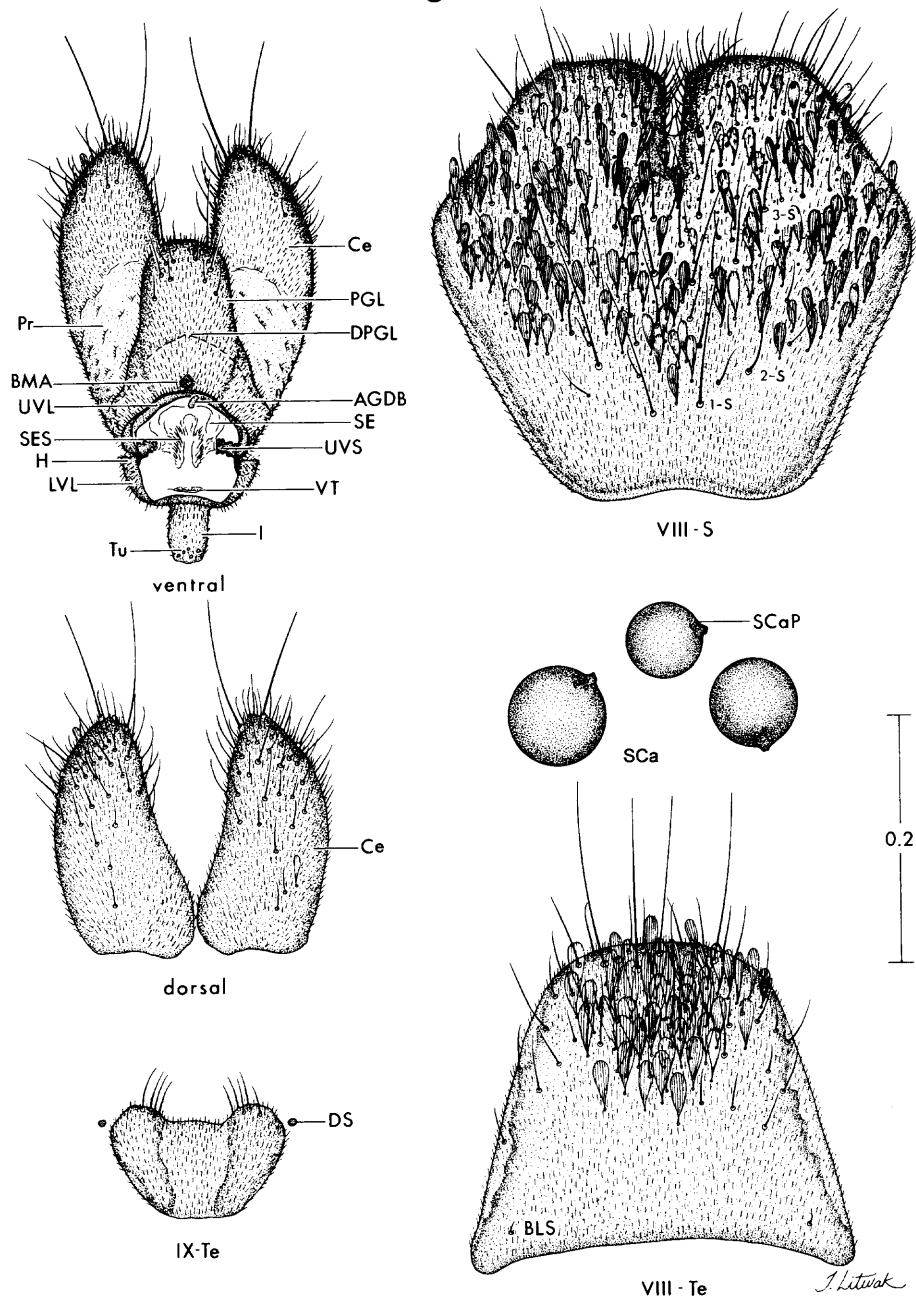 Ce
PGL
Pr
DPGL
BMA
AGDB
UVL
SE
SES
UVS
H
LVL
VT
I
Tu
ventral
3-S
2-S
1-S
VIII-S
SCaP
SCa
0.2
Ce
dorsal
DS
IX-Te
BLS
VIII-Te
T. Litwak